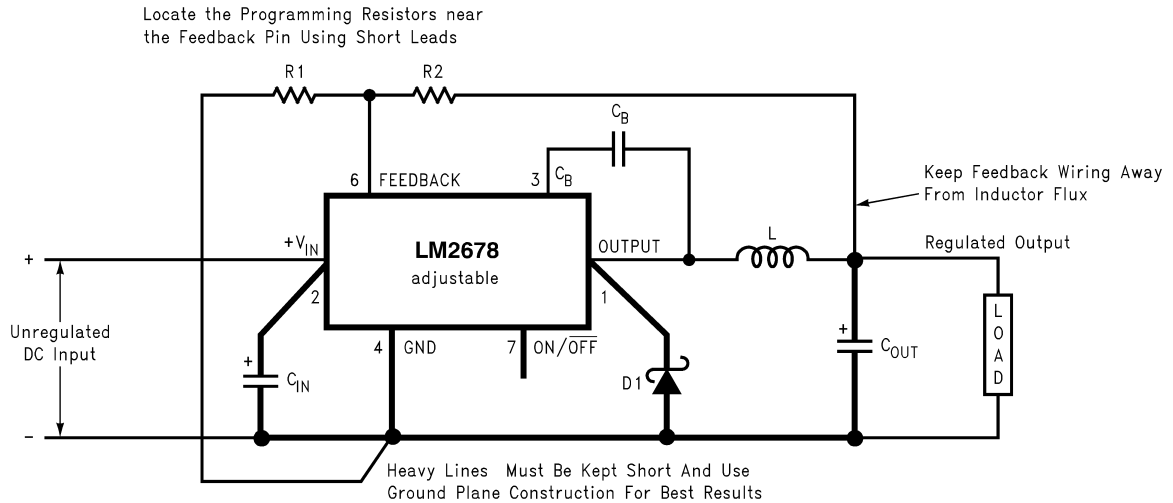 Locate the Programming Resistors near
the Feedback Pin Using Short Leads
R1
R2
C_B
6
FEEDBACK
3
C_B
Keep Feedback Wiring Away
From Inductor Flux
+V_IN
LM2678
adjustable
OUTPUT
L
Regulated Output
+
2
1
Unregulated
DC Input
4
GND
7
ON/OFF
+
C_IN
D1
+
C_OUT
LOAD
–
Heavy Lines Must Be Kept Short And Use
Ground Plane Construction For Best Results